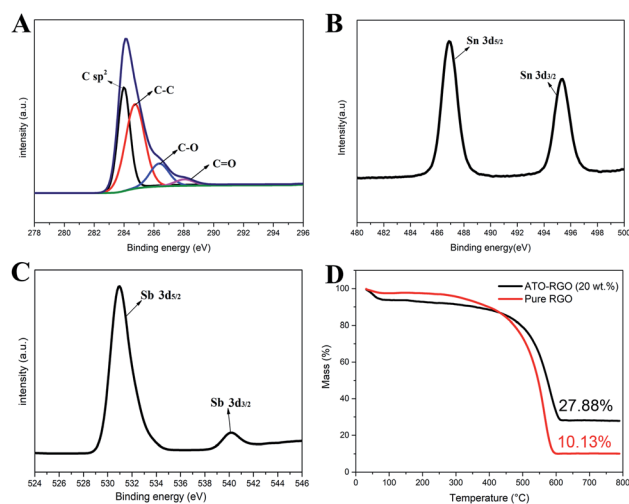 A
C sp²
C-C
C-O
C=O
intensity (a.u.)
278 280 282 284 286 288 290 292 294 296
Binding energy (eV)
B
Sn 3d5/2
Sn 3d3/2
Intensity(a.u)
480 482 484 486 488 490 492 494 496 498 500
Binding energy(eV)
C
Sb 3d5/2
Sb 3d3/2
intensity (a.u.)
524 526 528 530 532 534 536 538 540 542 544 546
Binding energy (eV)
D
ATO-RGO (20 wt.%)
Pure RGO
100
80
60
40
20
0
Mass (%)
27.88%
10.13%
0 100 200 300 400 500 600 700 800
Temperature (°C)